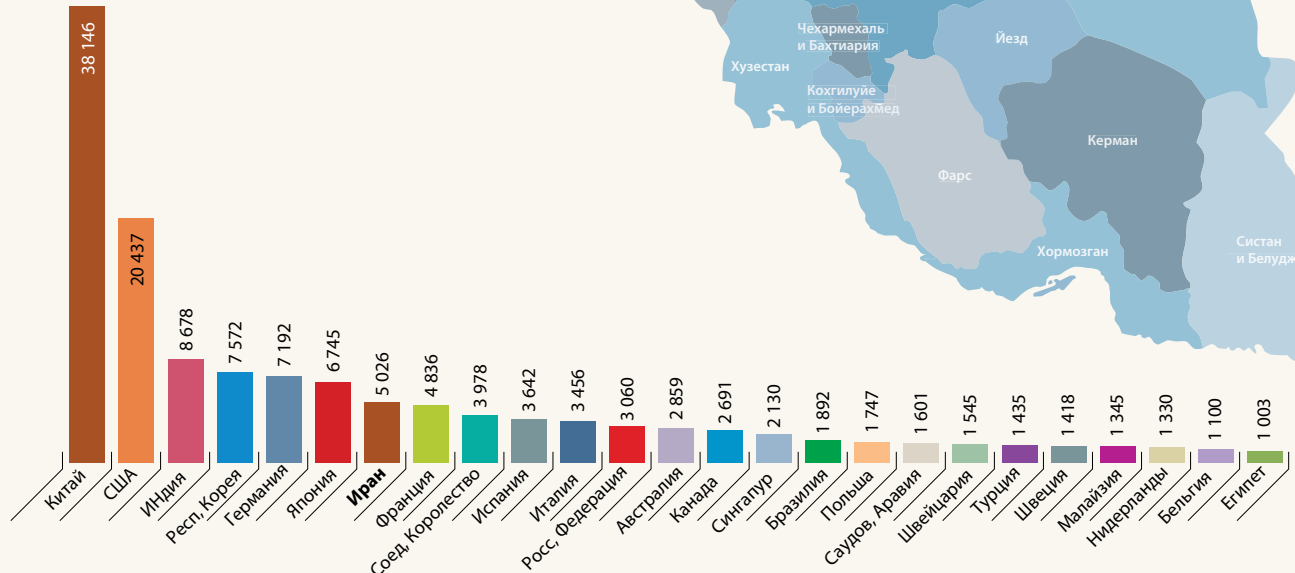 Чехармехаль
и Бахтиария
Йезд
Хузестан
Кохгилуйе
и Бойерахмед
Керман
Фарс
Хормозган
Систан
и Белудж
38 146
20 437
8 678
7 572
7 192
6 745
5 026
4 836
3 978
3 642
3 456
3 060
2 859
2 691
2 130
1 892
1 747
1 601
1 545
1 435
1 418
1 345
1 330
1 100
1 003
Китай
США
ИНдия
Респ, Корея
Германия
Япония
Иран
Франция
Соед, Королество
Испания
Италия
Росс, Федерация
Австралия
Канада
Сингапур
Бразилия
Польша
Саудов, Аравия
Швейцария
Турция
Швеция
Малайзия
Нидерланды
Бельгия
Египет